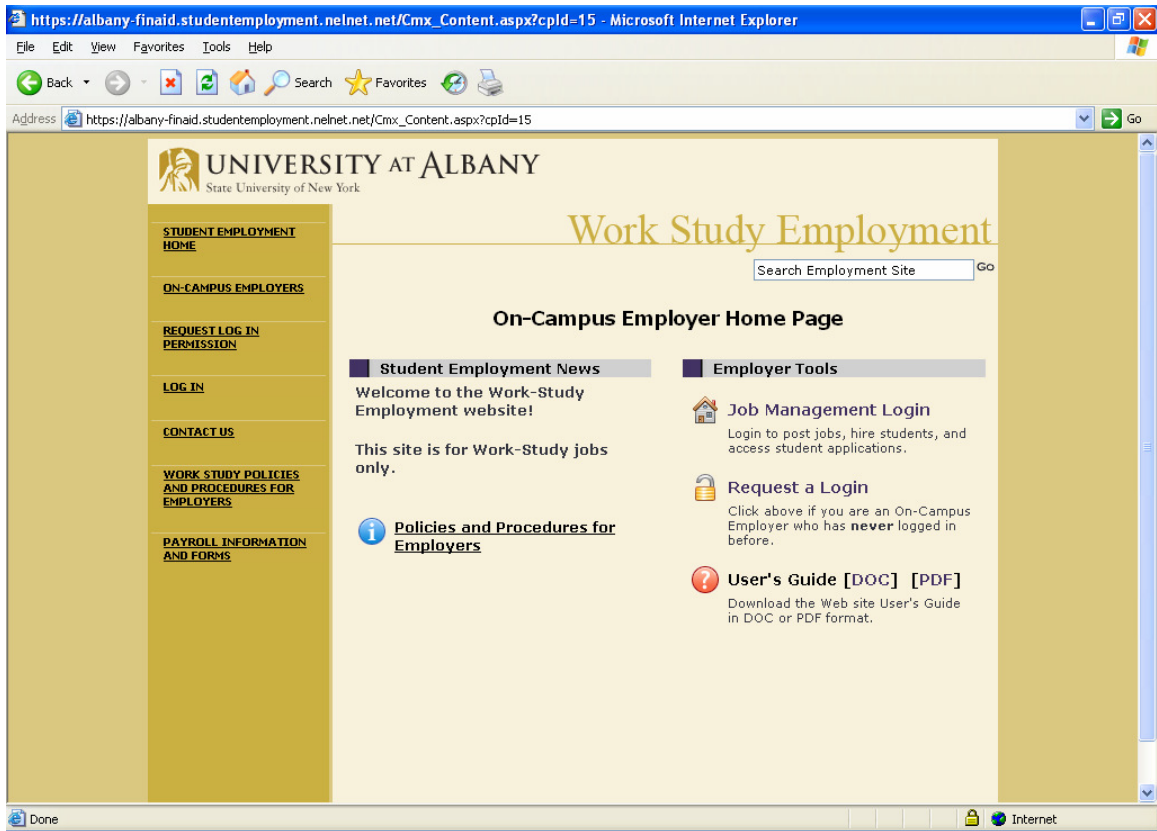 https://albany-finaid.studentemployment.nelnet.net/Cmx_Content.aspx?cpId=15 - Microsoft Internet Explorer
File Edit View Favorites Tools Help
Back Search Favorites
Address https://albany-finaid.studentemployment.nelnet.net/Cmx_Content.aspx?cpId=15 Go
UNIVERSITY AT ALBANY
State University of New York
Work Study Employment
Search Employment Site Go
STUDENT EMPLOYMENT
HOME
ON-CAMPUS EMPLOYERS
REQUEST LOG IN
PERMISSION
LOG IN
CONTACT US
WORK STUDY POLICIES
AND PROCEDURES FOR
EMPLOYERS
PAYROLL INFORMATION
AND FORMS
On-Campus Employer Home Page
Student Employment News
Welcome to the Work-Study
Employment website!
This site is for Work-Study jobs
only.
Policies and Procedures for
Employers
Employer Tools
Job Management Login
Login to post jobs, hire students, and
access student applications.
Request a Login
Click above if you are an On-Campus
Employer who has never logged in
before.
User's Guide [DOC] [PDF]
Download the Web site User's Guide
in DOC or PDF format.
Done Internet